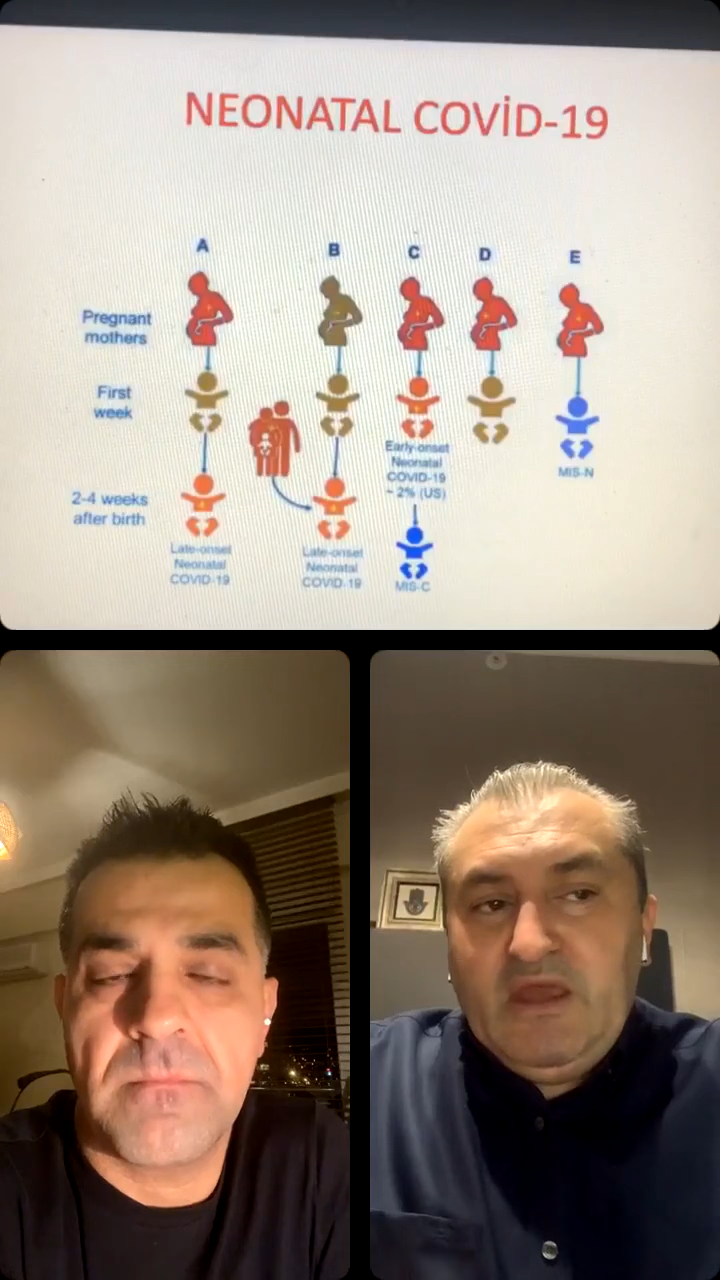 NEONATAL COVİD-19
A B C D E
Pregnant
mothers
First
week
Early-onset
Neonatal
COVID-19
~ 2% (US)
MIS-N
2-4 weeks
after birth
Late-onset
Neonatal
COVID-19
Late-onset
Neonatal
COVID-19
MIS-C